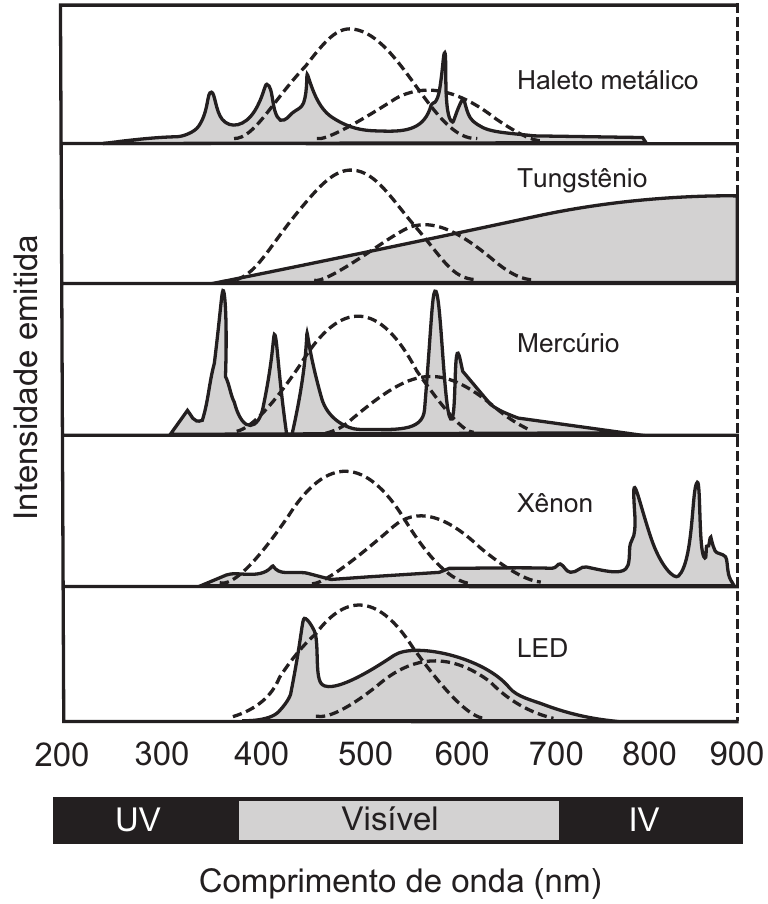 Haleto metálico
Tungstênio
Mercúrio
Xênon
LED
Intensidade emitida
200 300 400 500 600 700 800 900
UV Visível IV
Comprimento de onda (nm)